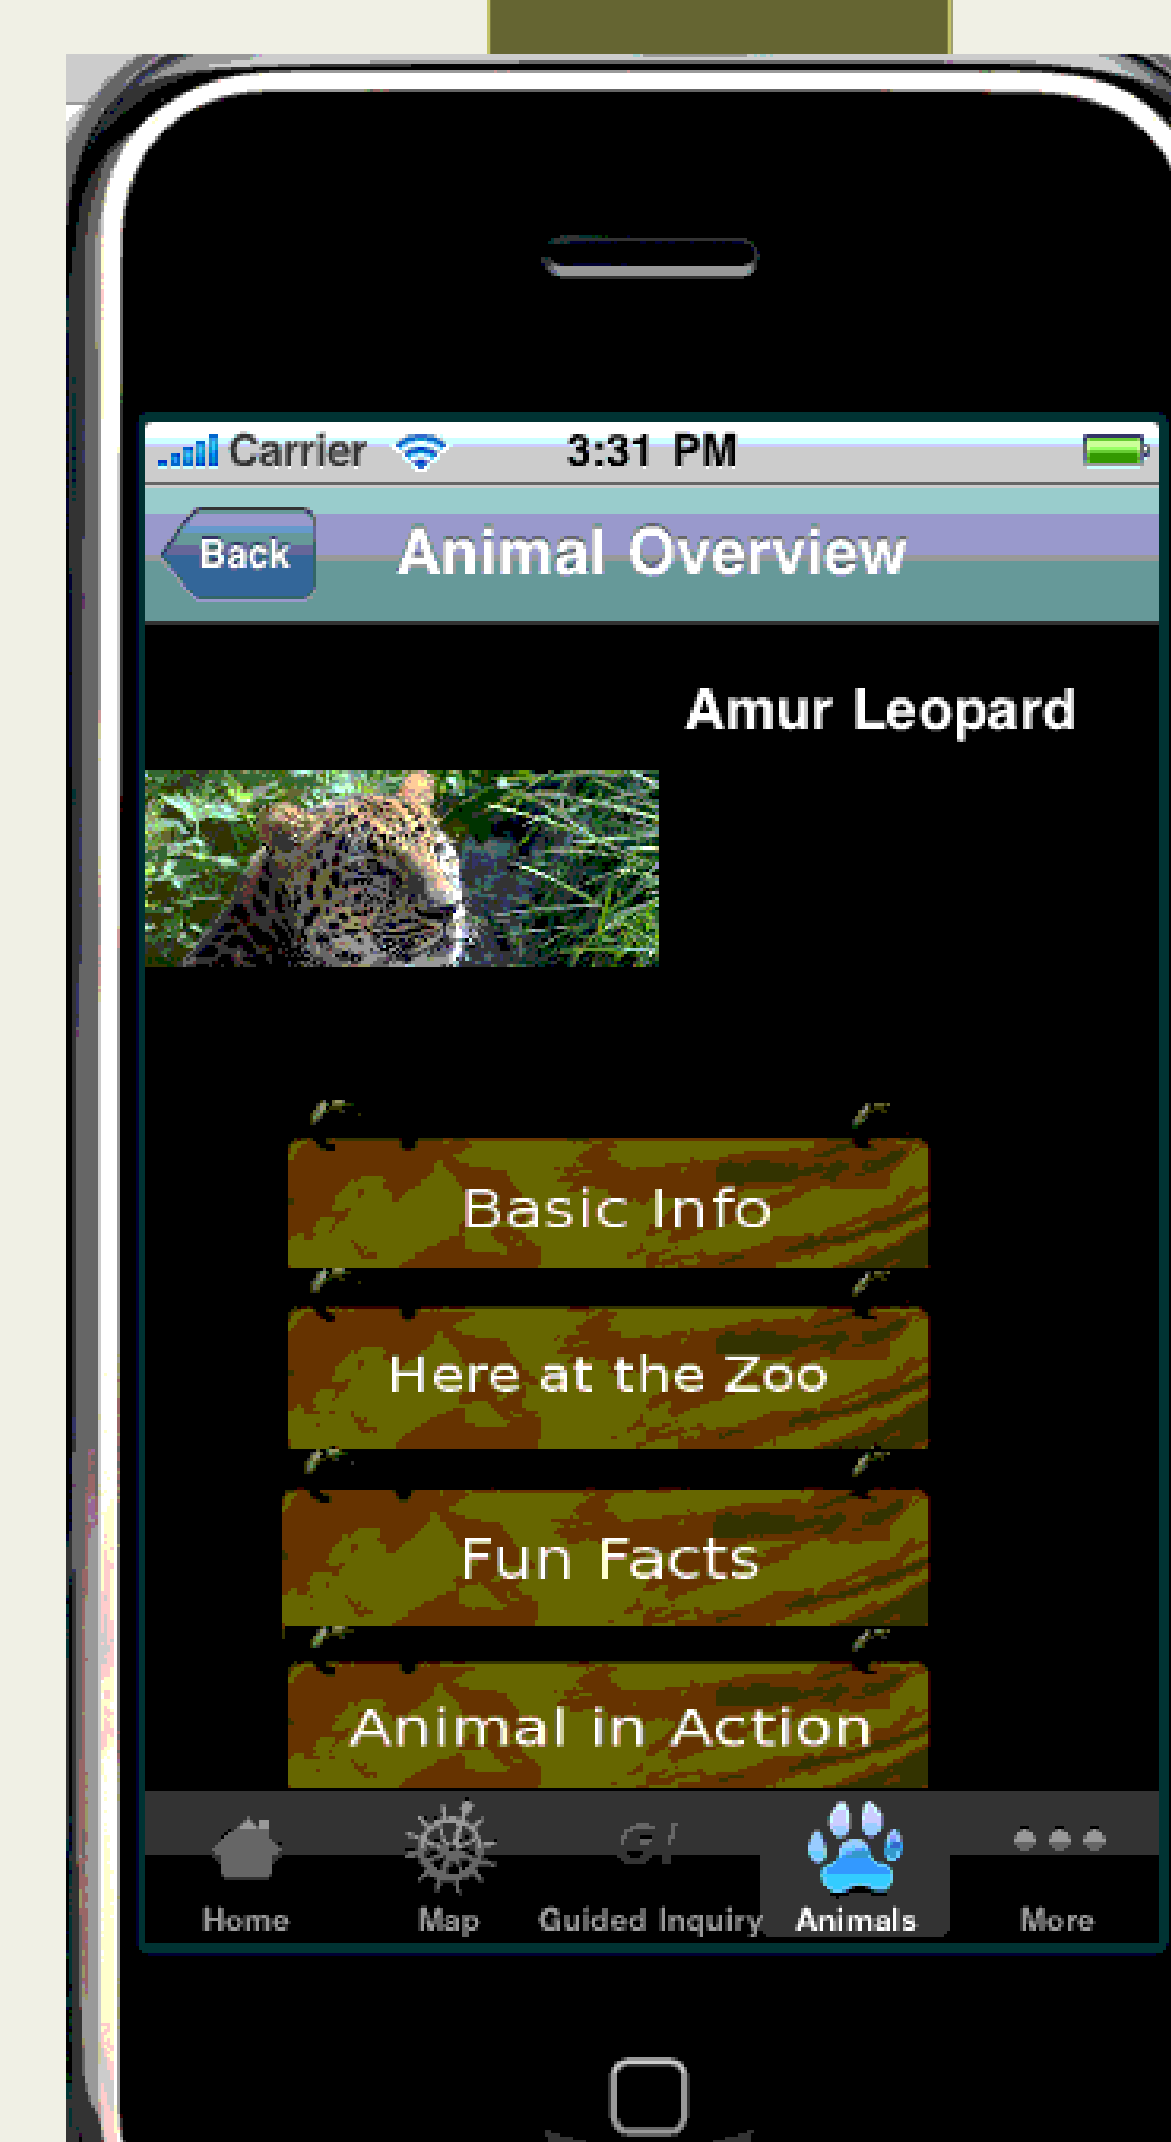 Carrier 3:31 PM
Back Animal Overview
Amur Leopard
Basic Info
Here at the Zoo
Fun Facts
Animal in Action
GI
Home Map Guided Inquiry Animals More